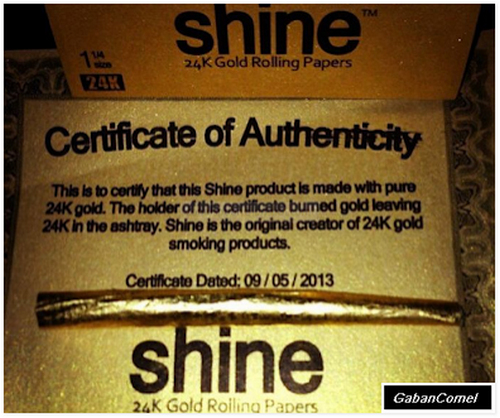 shine™
24K Gold Rolling Papers
1 1/4
size
24K
Certificate of Authenticity
This is to certify that this Shine product is made with pure
24K gold. The holder of this certificate burned gold leaving
24K in the ashtray. Shine is the original creator of 24K gold
smoking products.
Certificate Dated: 09 / 05 / 2013
shine
24K Gold Rolling Papers
GabanCornel